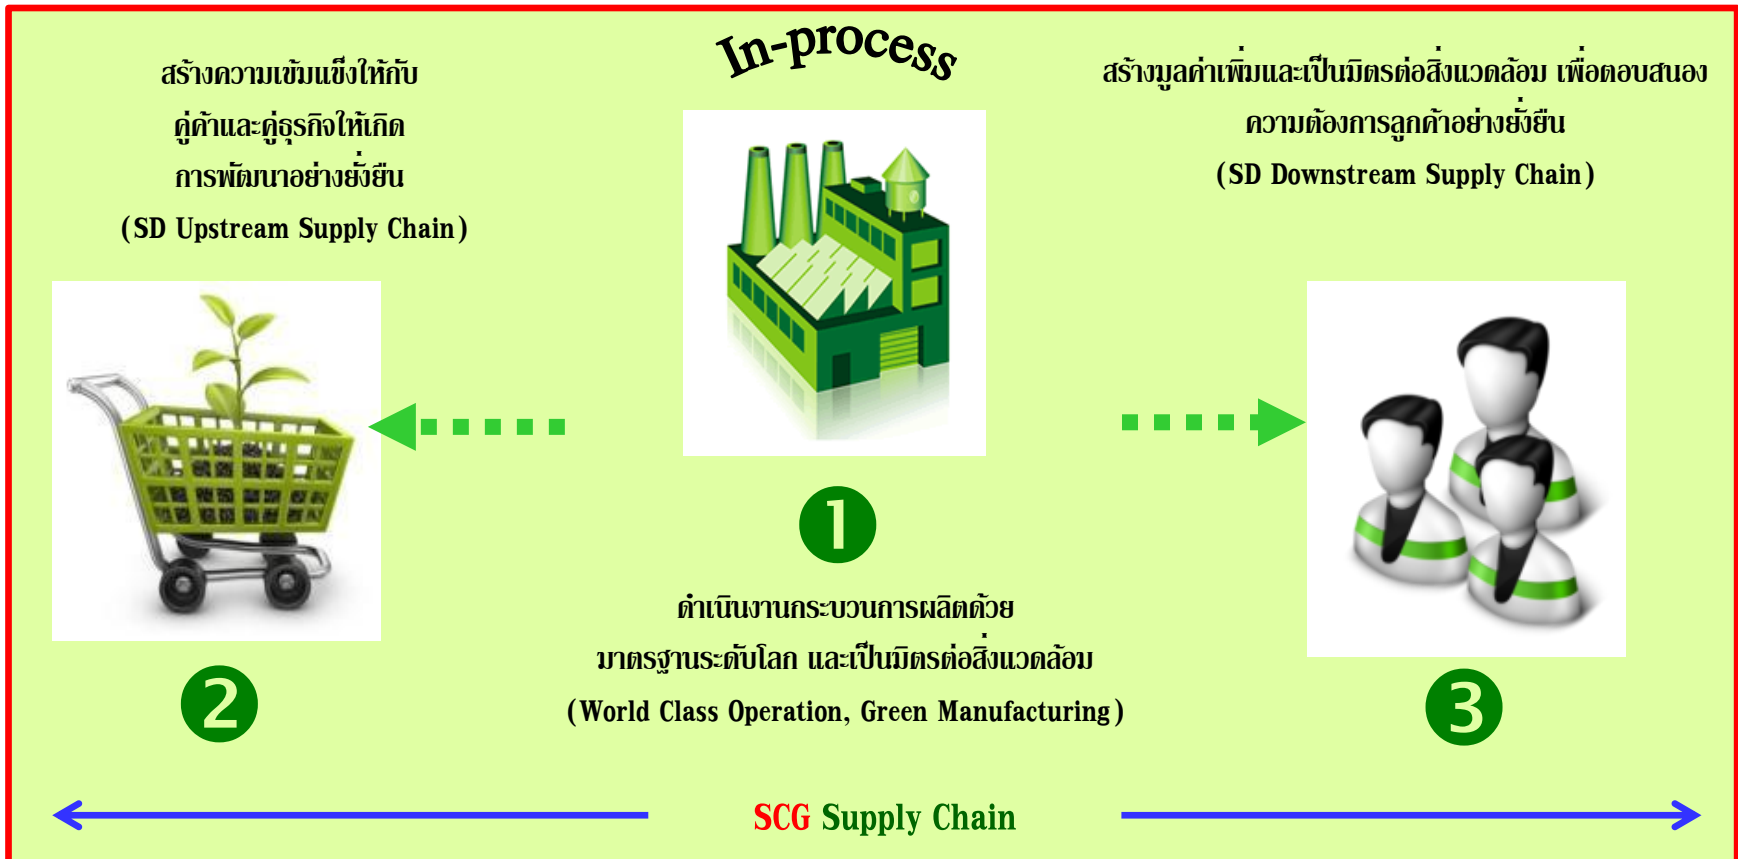 In-process
สร้างความเข้มแข็งให้กับ
คู่ค้าและคู่ธุรกิจให้เกิด
การพัฒนาอย่างยั่งยืน
(SD Upstream Supply Chain)
สร้างมูลค่าเพิ่มและเป็นมิตรต่อสิ่งแวดล้อม เพื่อตอบสนอง
ความต้องการลูกค้าอย่างยั่งยืน
(SD Downstream Supply Chain)
1
ดำเนินงานกระบวนการผลิตด้วย
มาตรฐานระดับโลก และเป็นมิตรต่อสิ่งแวดล้อม
(World Class Operation, Green Manufacturing)
2
3
SCG Supply Chain